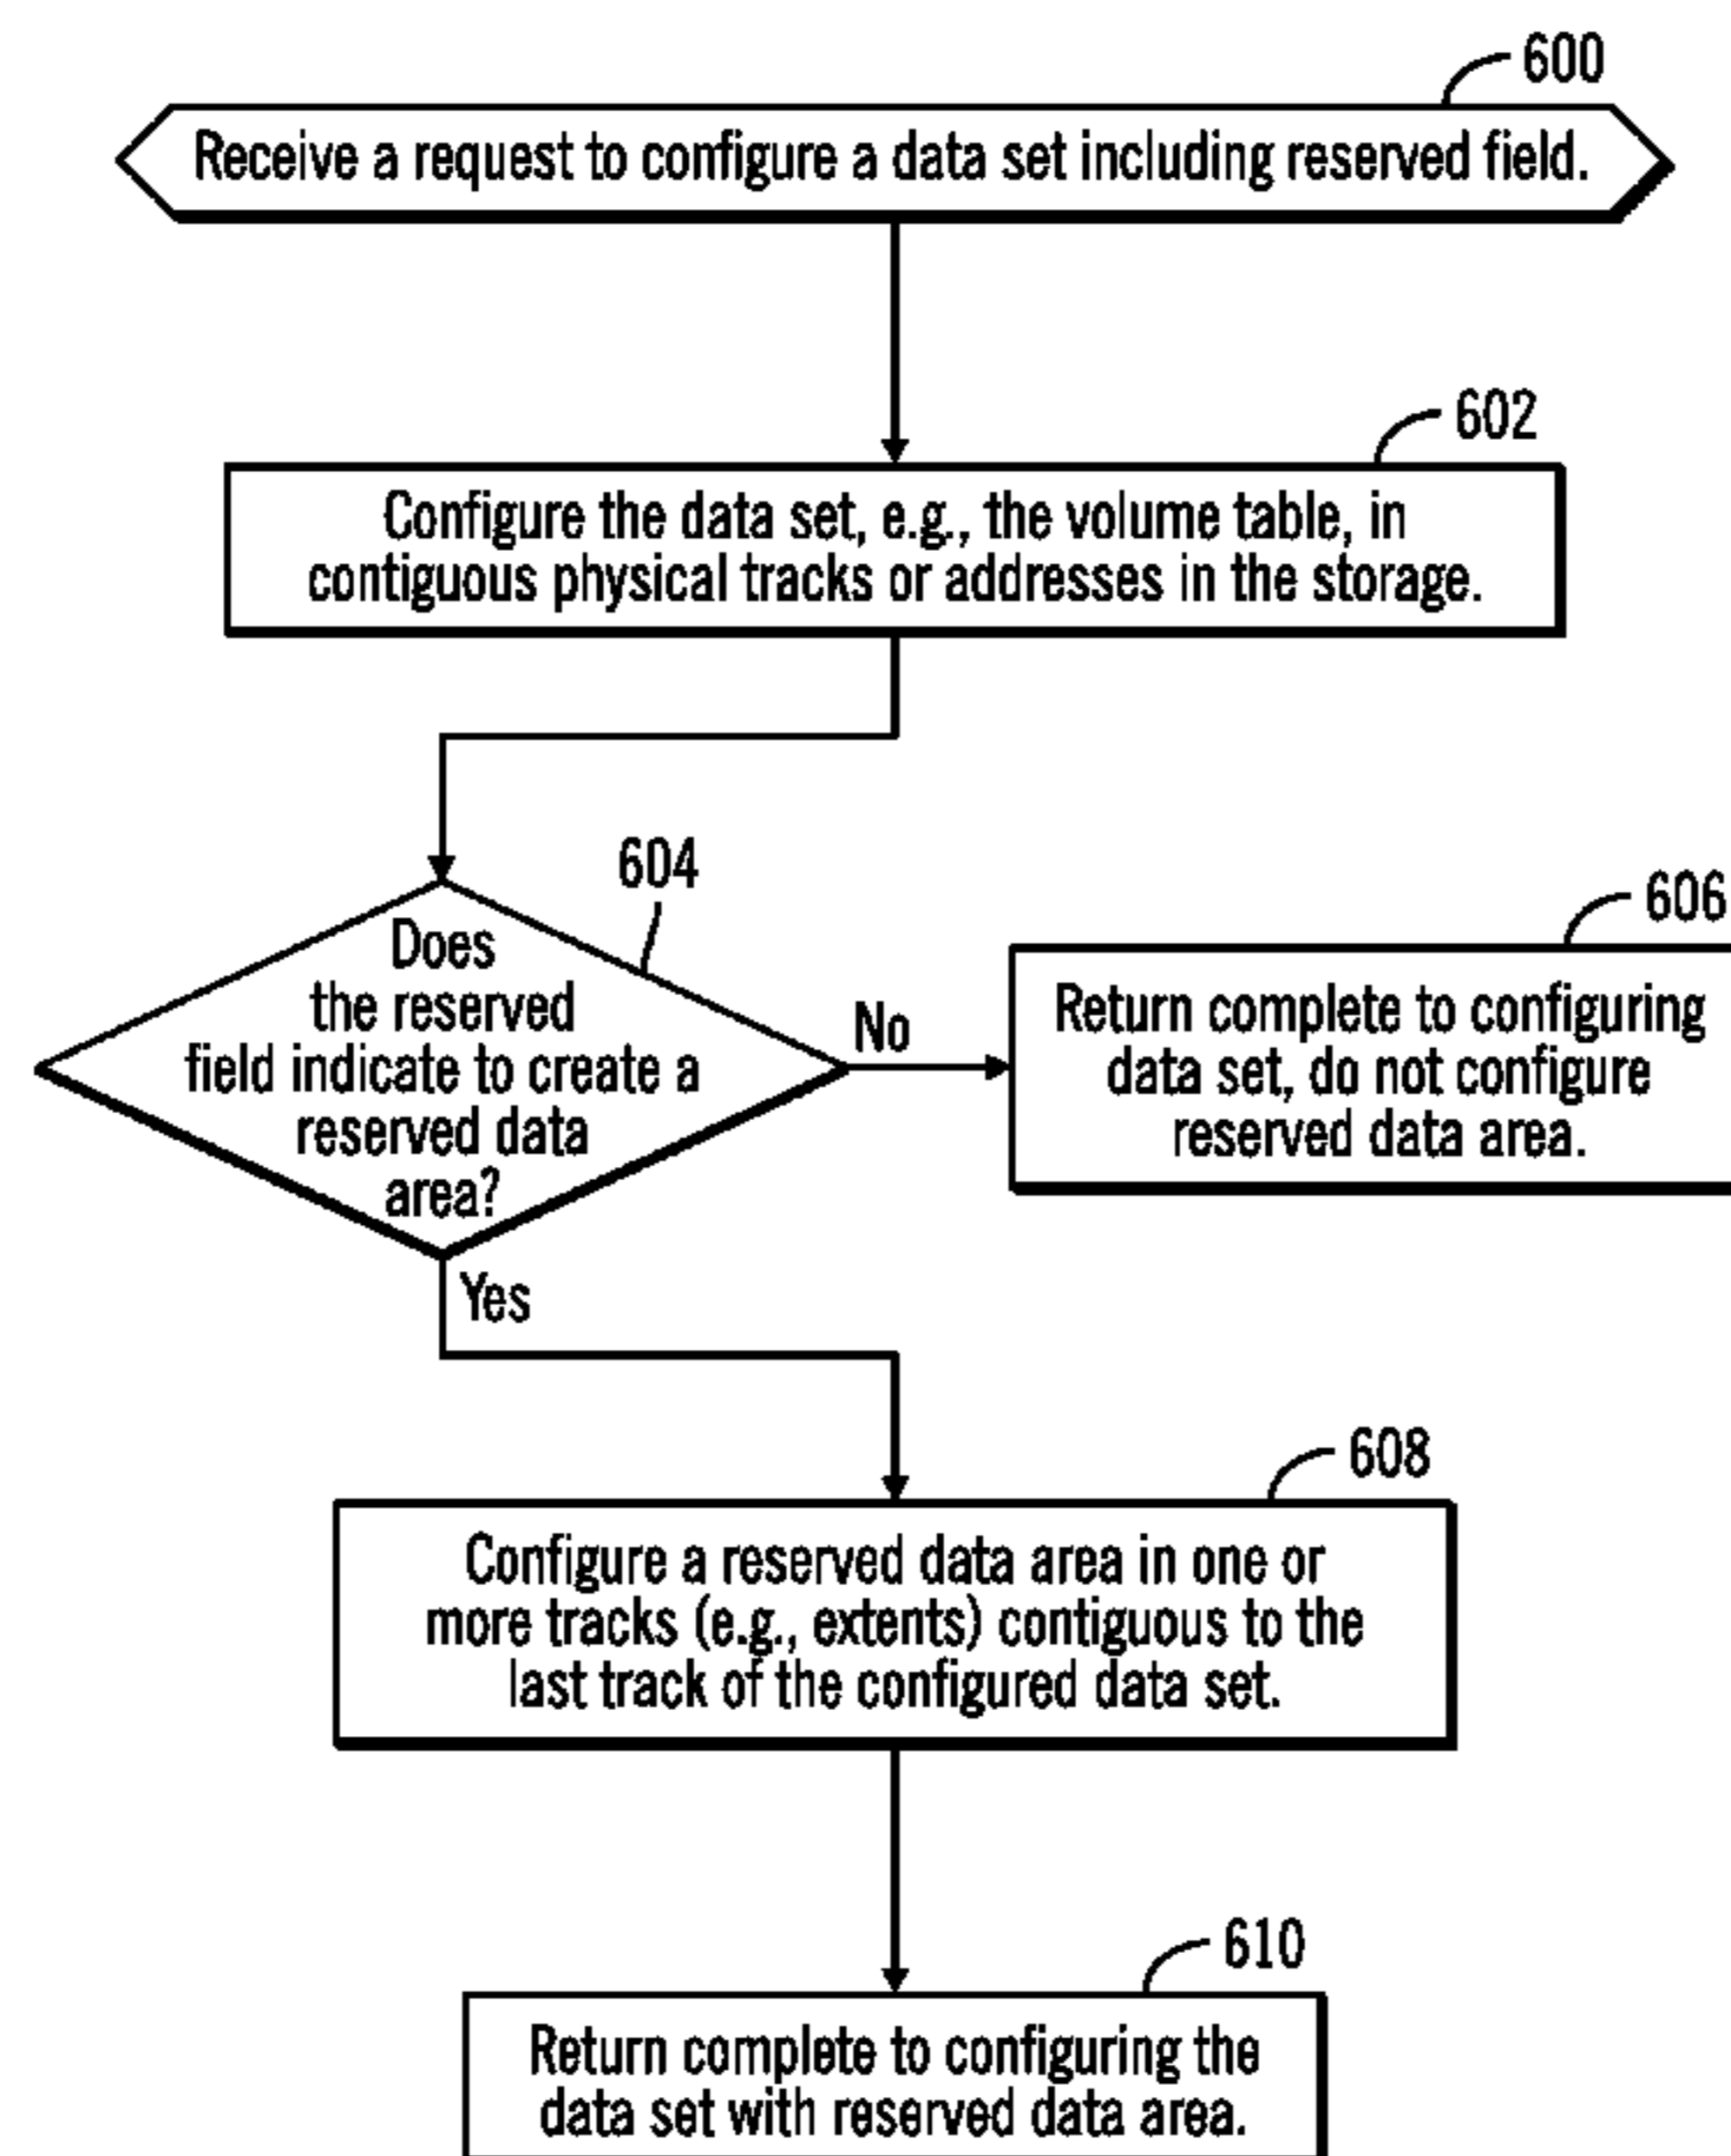 600
Receive a request to configure a data set including reserved field.
602
Configure the data set, e.g., the volume table, in
contiguous physical tracks or addresses in the storage.
604
Does
the reserved
field indicate to create a
reserved data
area?
No
606
Return complete to configuring
data set, do not configure
reserved data area.
Yes
608
Configure a reserved data area in one or
more tracks (e.g., extents) contiguous to the
last track of the configured data set.
610
Return complete to configuring the
data set with reserved data area.